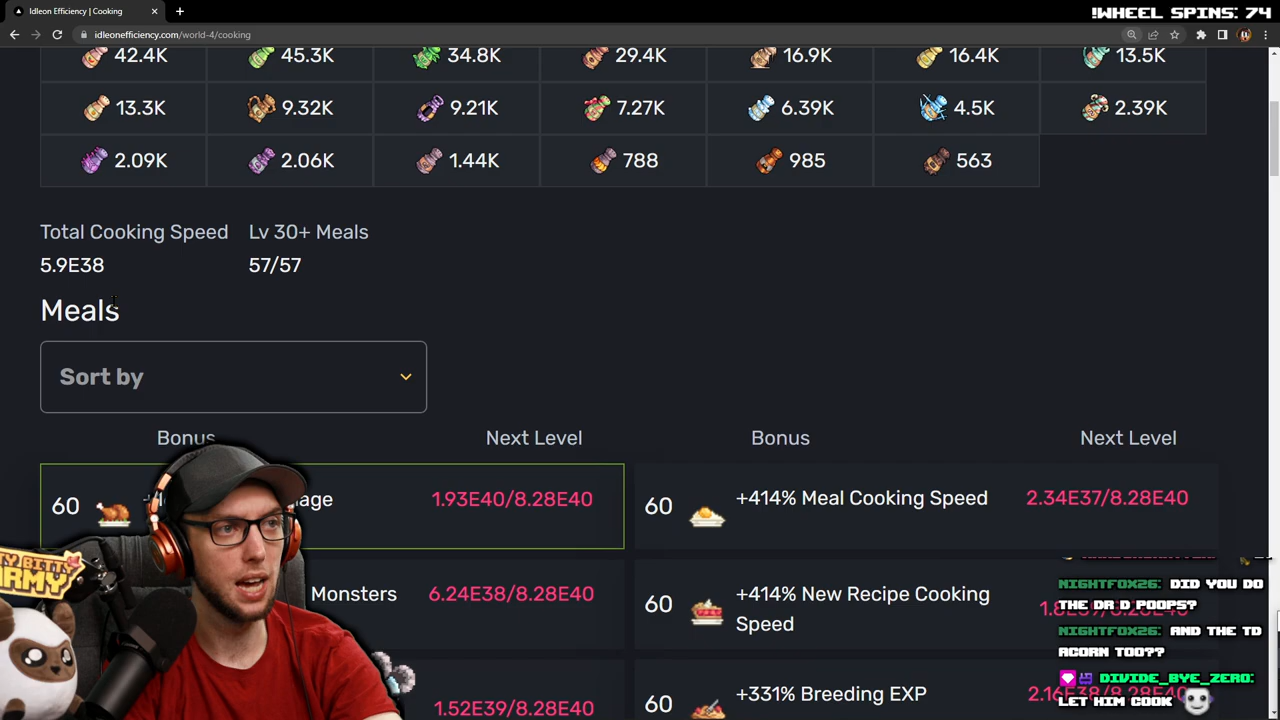 Idleon Efficiency | Cooking
!WHEEL SPINS: 74
idleonefficiency.com/world-4/cooking
42.4K 45.3K 34.8K 29.4K 16.9K 16.4K 13.5K
13.3K 9.32K 9.21K 7.27K 6.39K 4.5K 2.39K
2.09K 2.06K 1.44K 788 985 563
Total Cooking Speed Lv 30+ Meals
5.9E38 57/57
Meals
Sort by
Bonus Next Level Bonus Next Level
60 1.93E40/8.28E40 60 +414% Meal Cooking Speed 2.34E37/8.28E40
Monsters 6.24E38/8.28E40 60 +414% New Recipe Cooking
Speed
1.52E39/8.28E40 60 +331% Breeding EXP
NIGHTFOX26: DID YOU DO
THE DR D POOPS?
NIGHTFOX26: AND THE TD
ACORN TOO??
DIVIDE_BYE_ZERO:
LET HIM COOK
ARMY